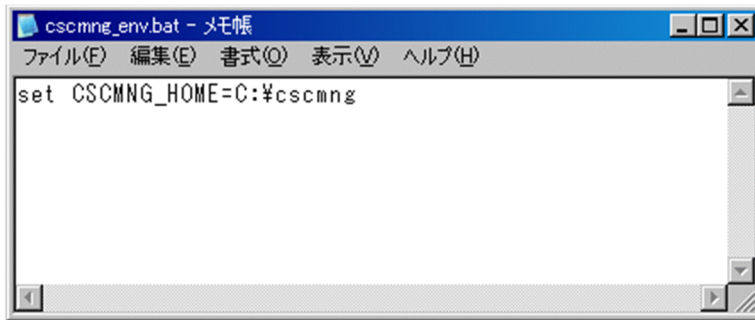 cscmng_env.bat - メモ帳
ファイル(F) 編集(E) 書式(O) 表示(V) ヘルプ(H)
set CSCMNG_HOME=C:¥cscmng